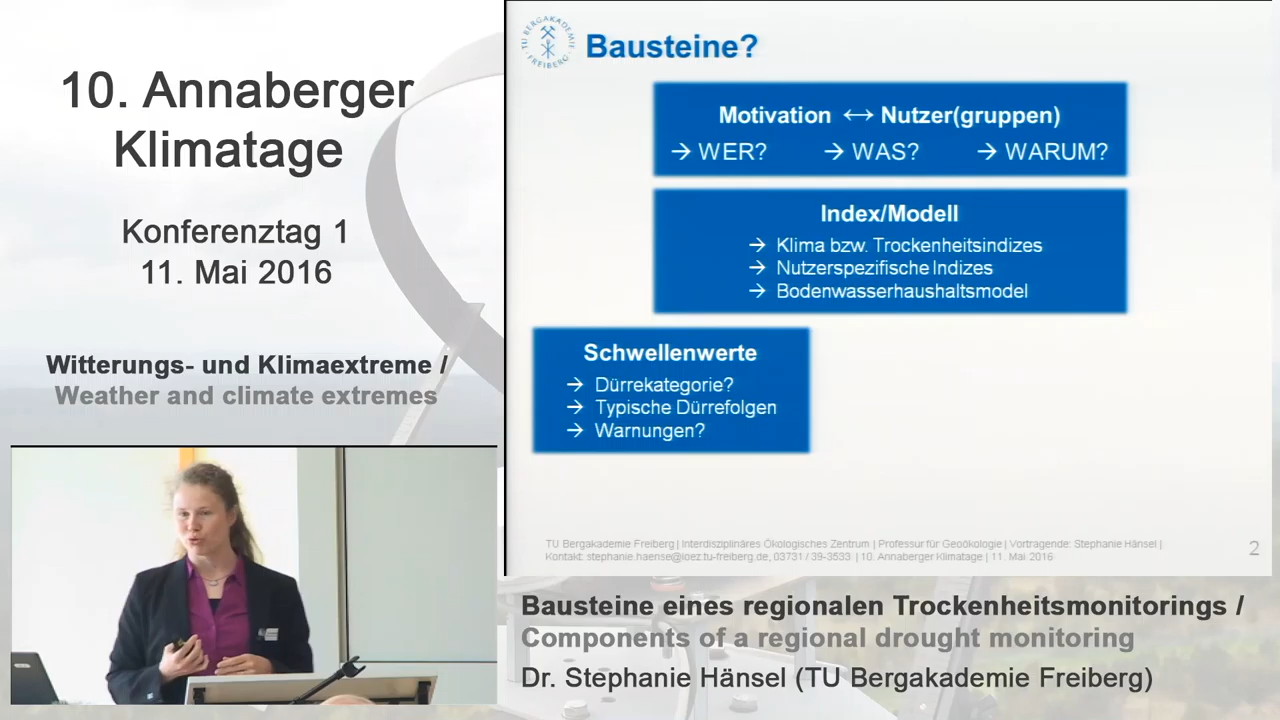 10. Annaberger
Klimatage
Konferenztag 1
11. Mai 2016
Witterungs- und Klimaextreme /
Weather and climate extremes
TU BERGAKADEMIE FREIBERG
Bausteine?
Motivation ↔ Nutzer(gruppen)
→ WER? → WAS? → WARUM?
Index/Modell
→ Klima bzw. Trockenheitsindizes
→ Nutzerspezifische Indizes
→ Bodenwasserhaushaltsmodel
Schwellenwerte
→ Dürrekategorie?
→ Typische Dürrefolgen
→ Warnungen?
TU Bergakademie Freiberg | Interdisziplinäres Ökologisches Zentrum | Professur für Geoökologie | Vortragende: Stephanie Hänsel |
Kontakt: stephanie.haense@ioez.tu-freiberg.de, 03731 / 39-3533 | 10. Annaberger Klimatage | 11. Mai 2016
2
Bausteine eines regionalen Trockenheitsmonitorings /
Components of a regional drought monitoring
Dr. Stephanie Hänsel (TU Bergakademie Freiberg)